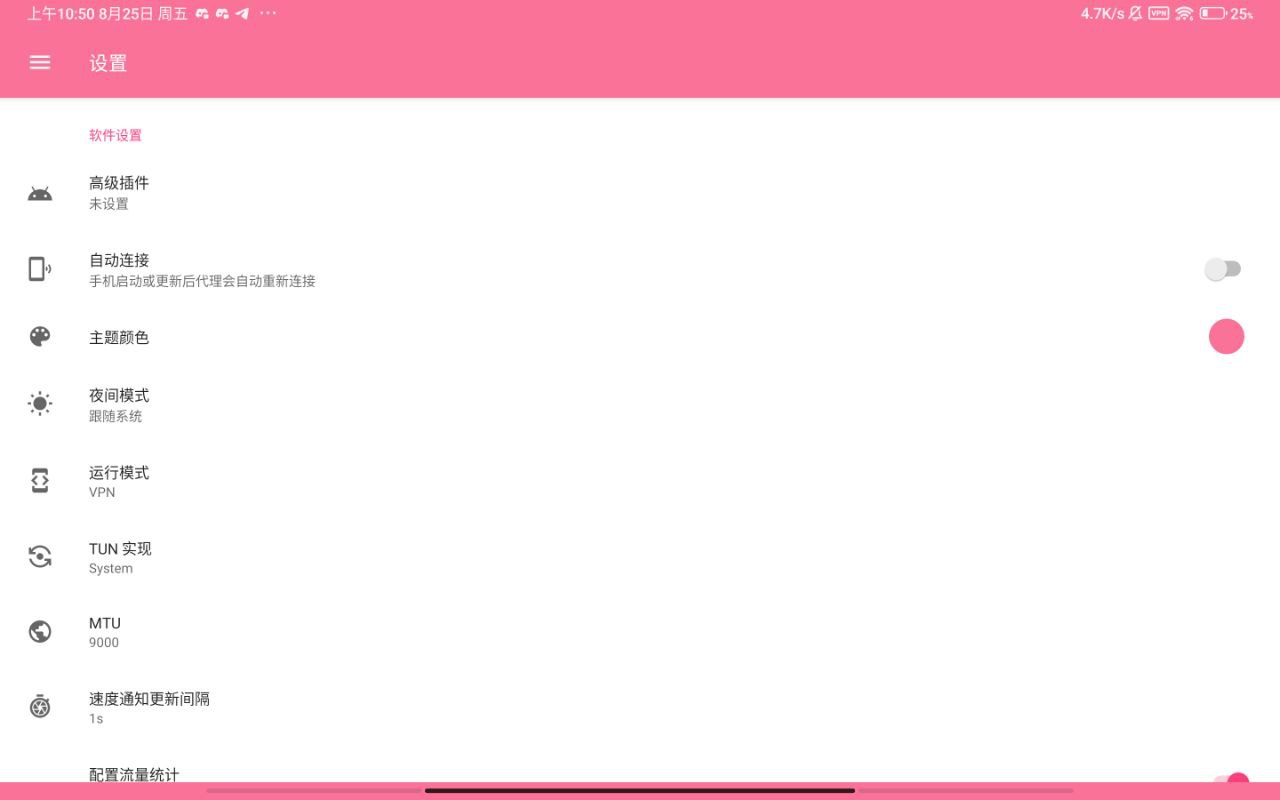 上午10:50 8月25日 周五 ··· 4.7K/s VPN 25%
设置
软件设置
高级插件
未设置
自动连接
手机启动或更新后代理会自动重新连接
主题颜色
夜间模式
跟随系统
运行模式
VPN
TUN 实现
System
MTU
9000
速度通知更新间隔
1s
配置流量统计